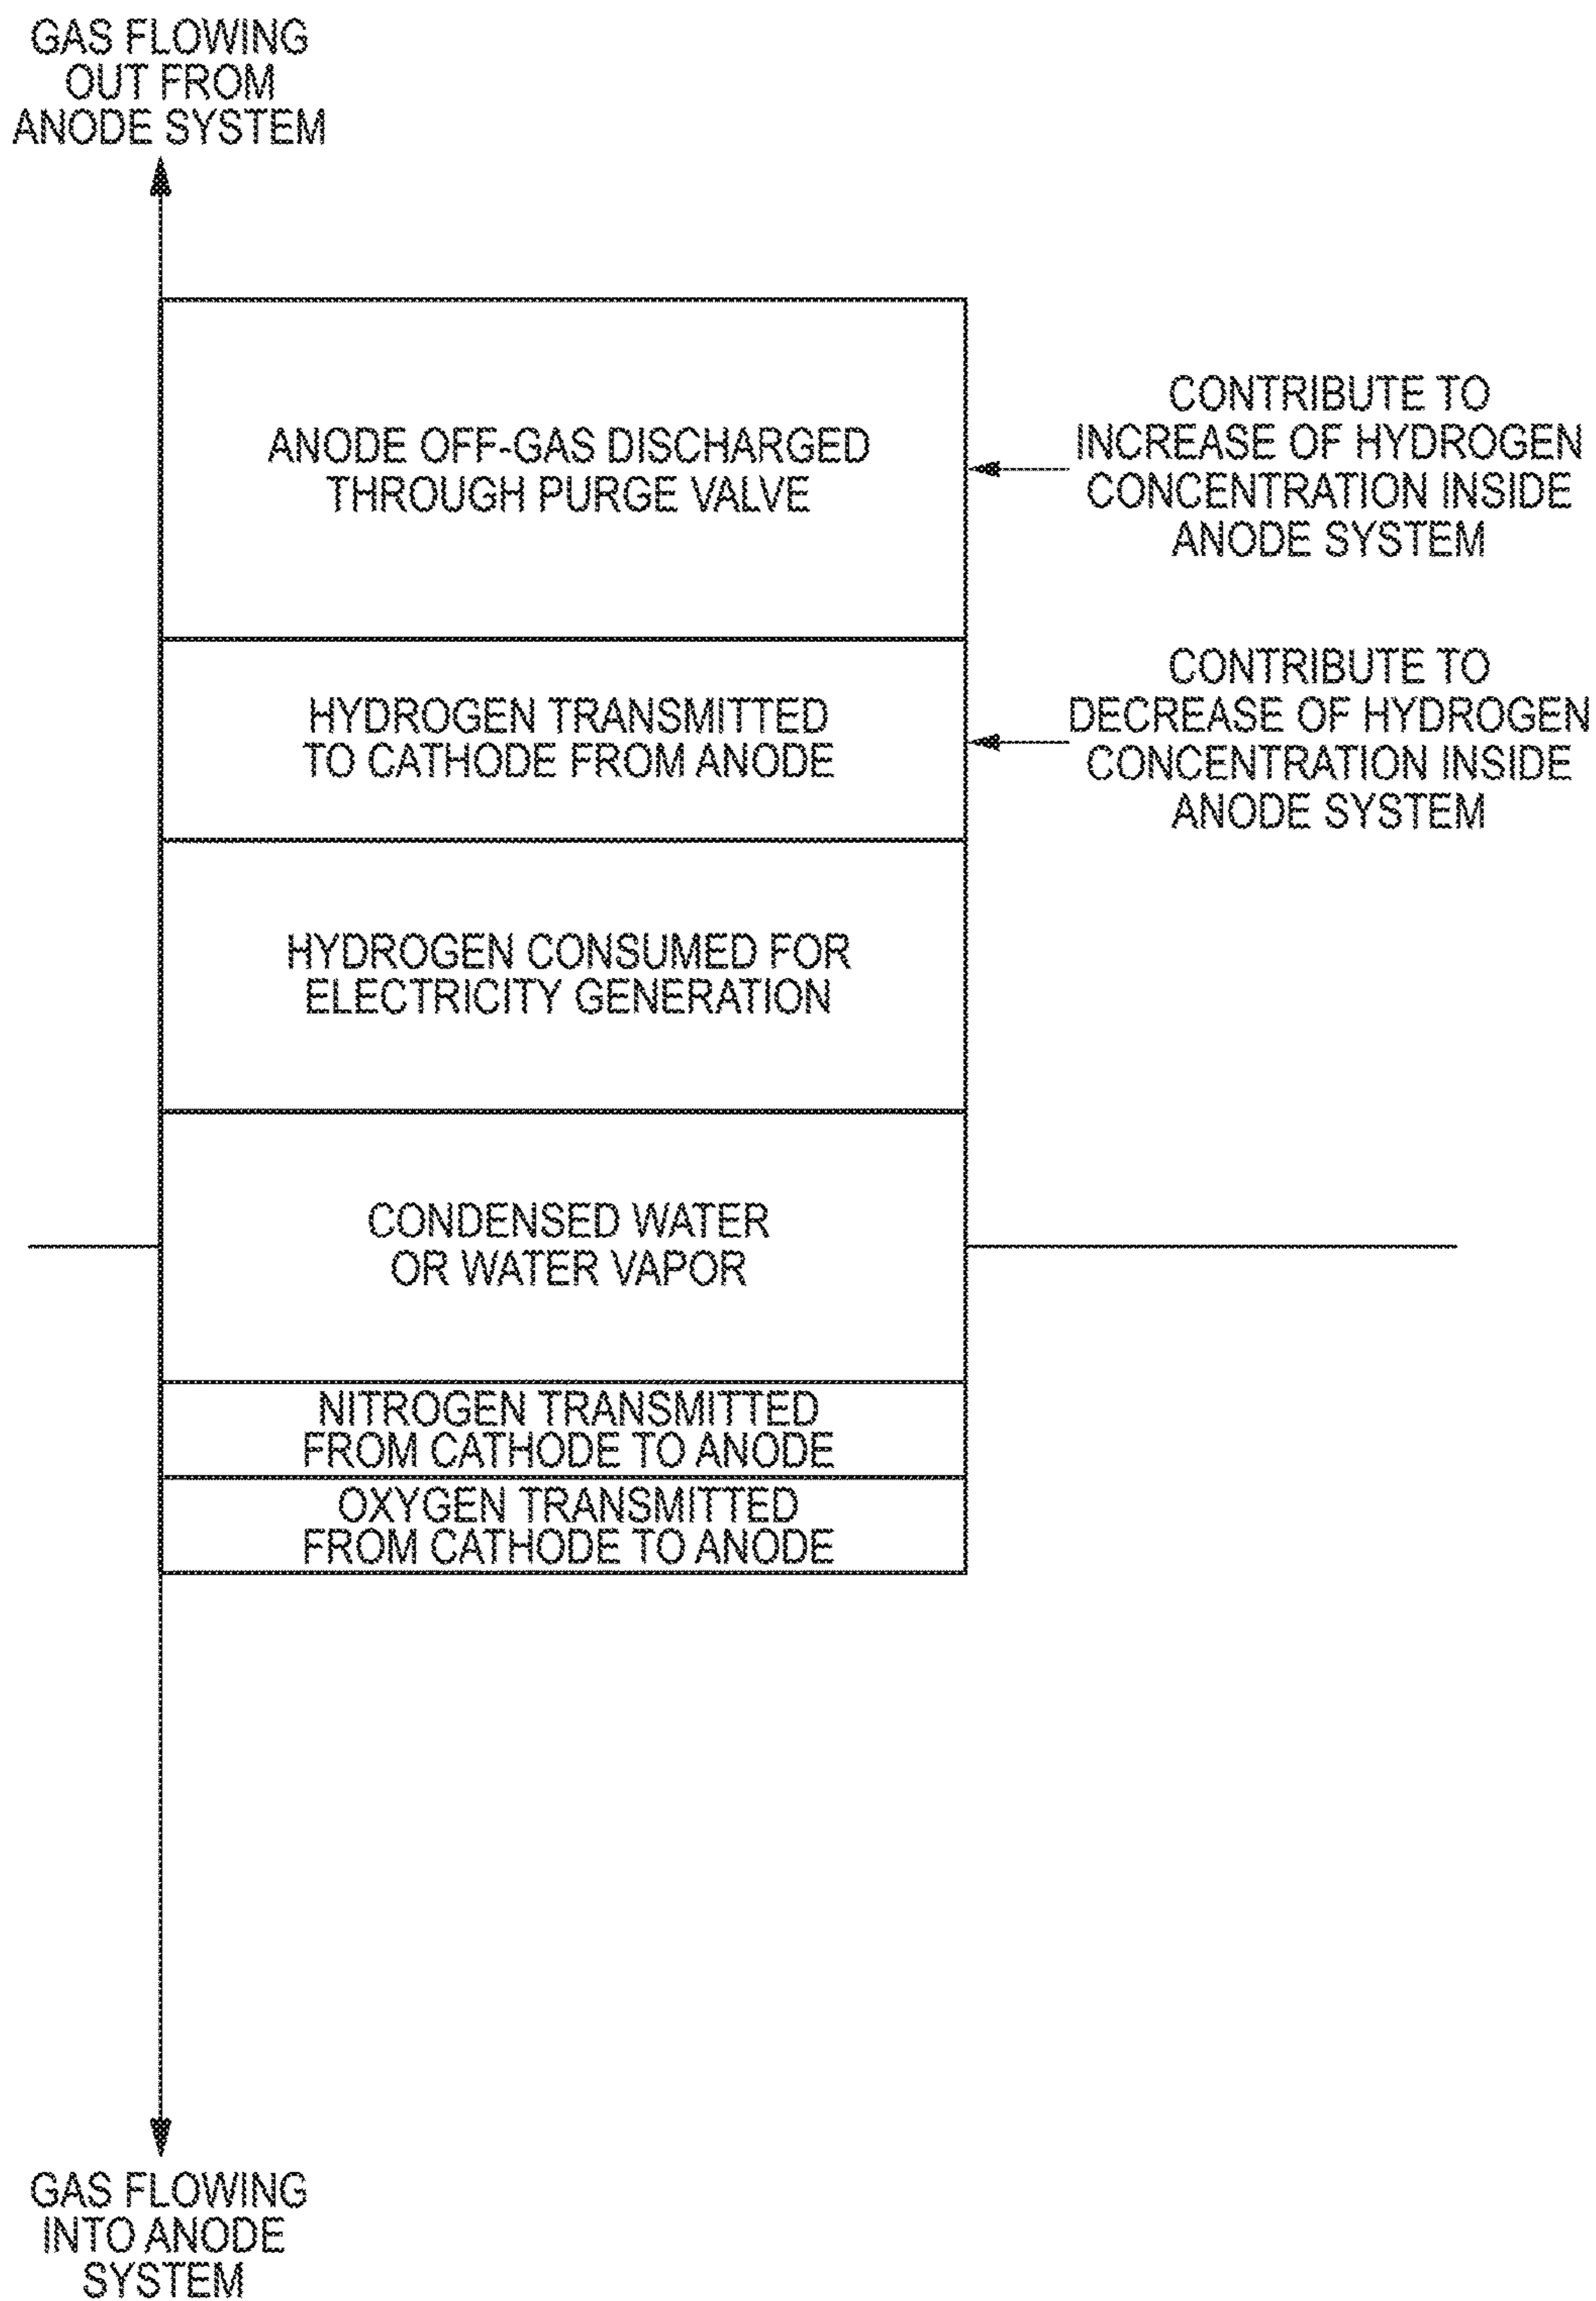 GAS FLOWING
OUT FROM
ANODE SYSTEM
ANODE OFF-GAS DISCHARGED
THROUGH PURGE VALVE
CONTRIBUTE TO
INCREASE OF HYDROGEN
CONCENTRATION INSIDE
ANODE SYSTEM
HYDROGEN TRANSMITTED
TO CATHODE FROM ANODE
CONTRIBUTE TO
DECREASE OF HYDROGEN
CONCENTRATION INSIDE
ANODE SYSTEM
HYDROGEN CONSUMED FOR
ELECTRICITY GENERATION
CONDENSED WATER
OR WATER VAPOR
NITROGEN TRANSMITTED
FROM CATHODE TO ANODE
OXYGEN TRANSMITTED
FROM CATHODE TO ANODE
GAS FLOWING
INTO ANODE
SYSTEM